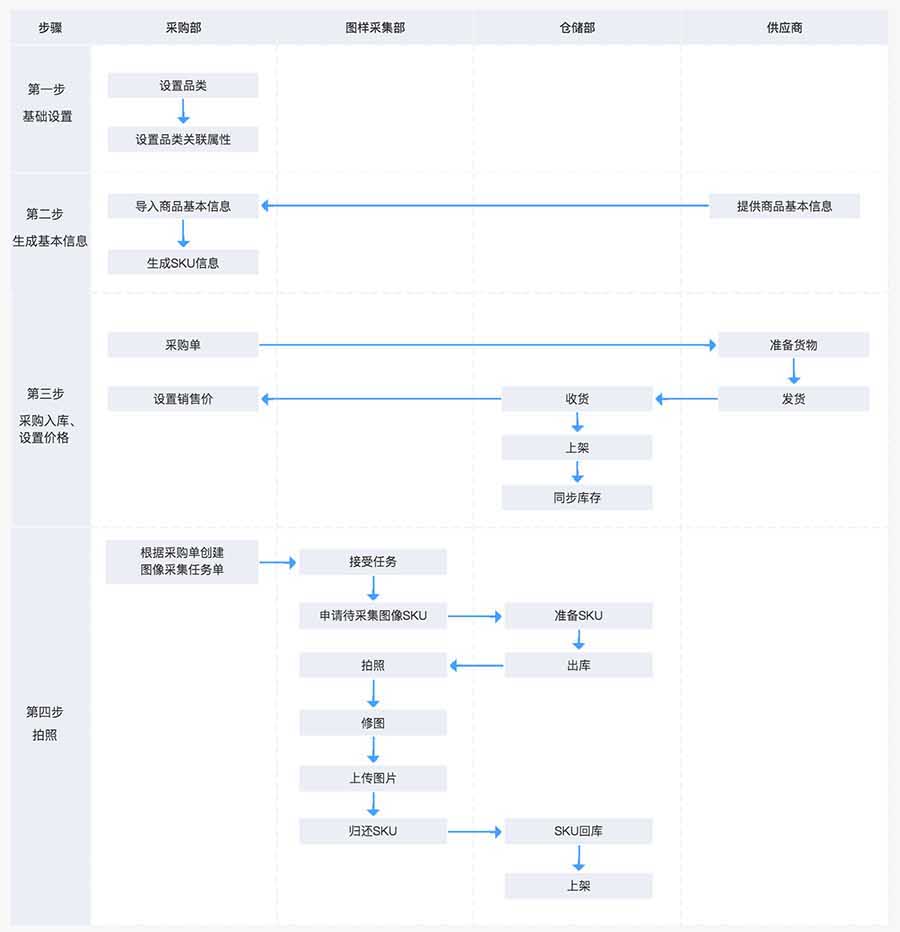 步骤
采购部
图样采集部
仓储部
供应商
第一步
基础设置
设置品类
设置品类关联属性
第二步
生成基本信息
导入商品基本信息
提供商品基本信息
生成SKU信息
第三步
采购入库、
设置价格
采购单
准备货物
设置销售价
收货
发货
上架
同步库存
第四步
拍照
根据采购单创建
图像采集任务单
接受任务
申请待采集图像SKU
准备SKU
拍照
出库
修图
上传图片
归还SKU
SKU回库
上架